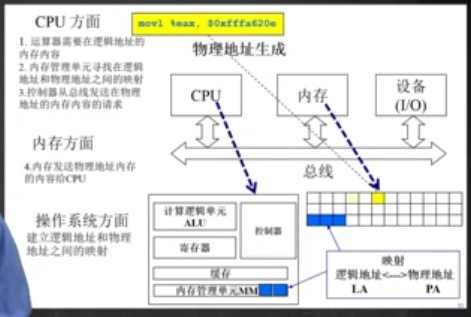 CPU 方面
movl %eax, $0xfffa620e
1. 运算器需要在逻辑地址的
内存内容
2. 内存管理单元寻找在逻辑
地址和物理地址之间的映射
3.控制器从总线发送在物理
地址的内存内容的请求
物理地址生成
CPU
内存
设备
(I/O)
总线
内存方面
4.内存发送物理地址内存
的内容给CPU
操作系统方面
建立逻辑地址和物理
地址之间的映射
计算逻辑单元
ALU
控制器
寄存器
缓存
内存管理单元MM
映射
逻辑地址<--->物理地址
LA PA